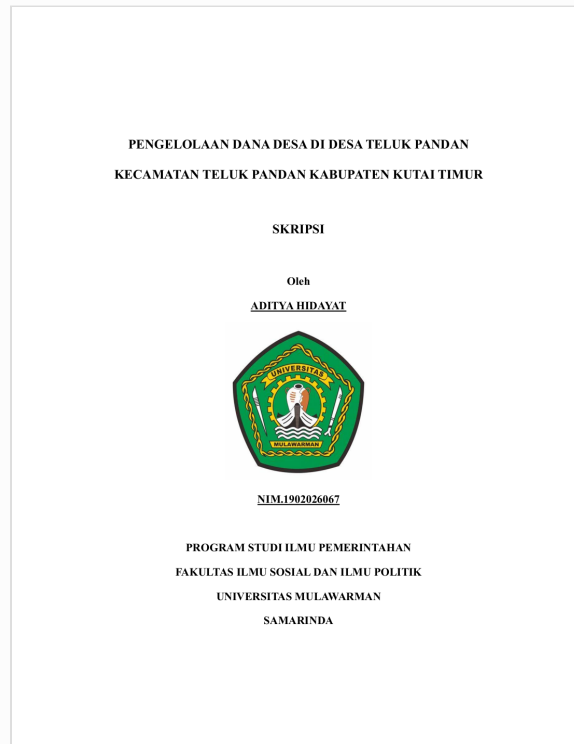 PENGELOLAAN DANA DESA DI DESA TELUK PANDAN
KECAMATAN TELUK PANDAN KABUPATEN KUTAI TIMUR
SKRIPSI
Oleh
ADITYA HIDAYAT
UNIVERSITAS
MULAWARMAN
NIM.1902026067
PROGRAM STUDI ILMU PEMERINTAHAN
FAKULTAS ILMU SOSIAL DAN ILMU POLITIK
UNIVERSITAS MULAWARMAN
SAMARINDA